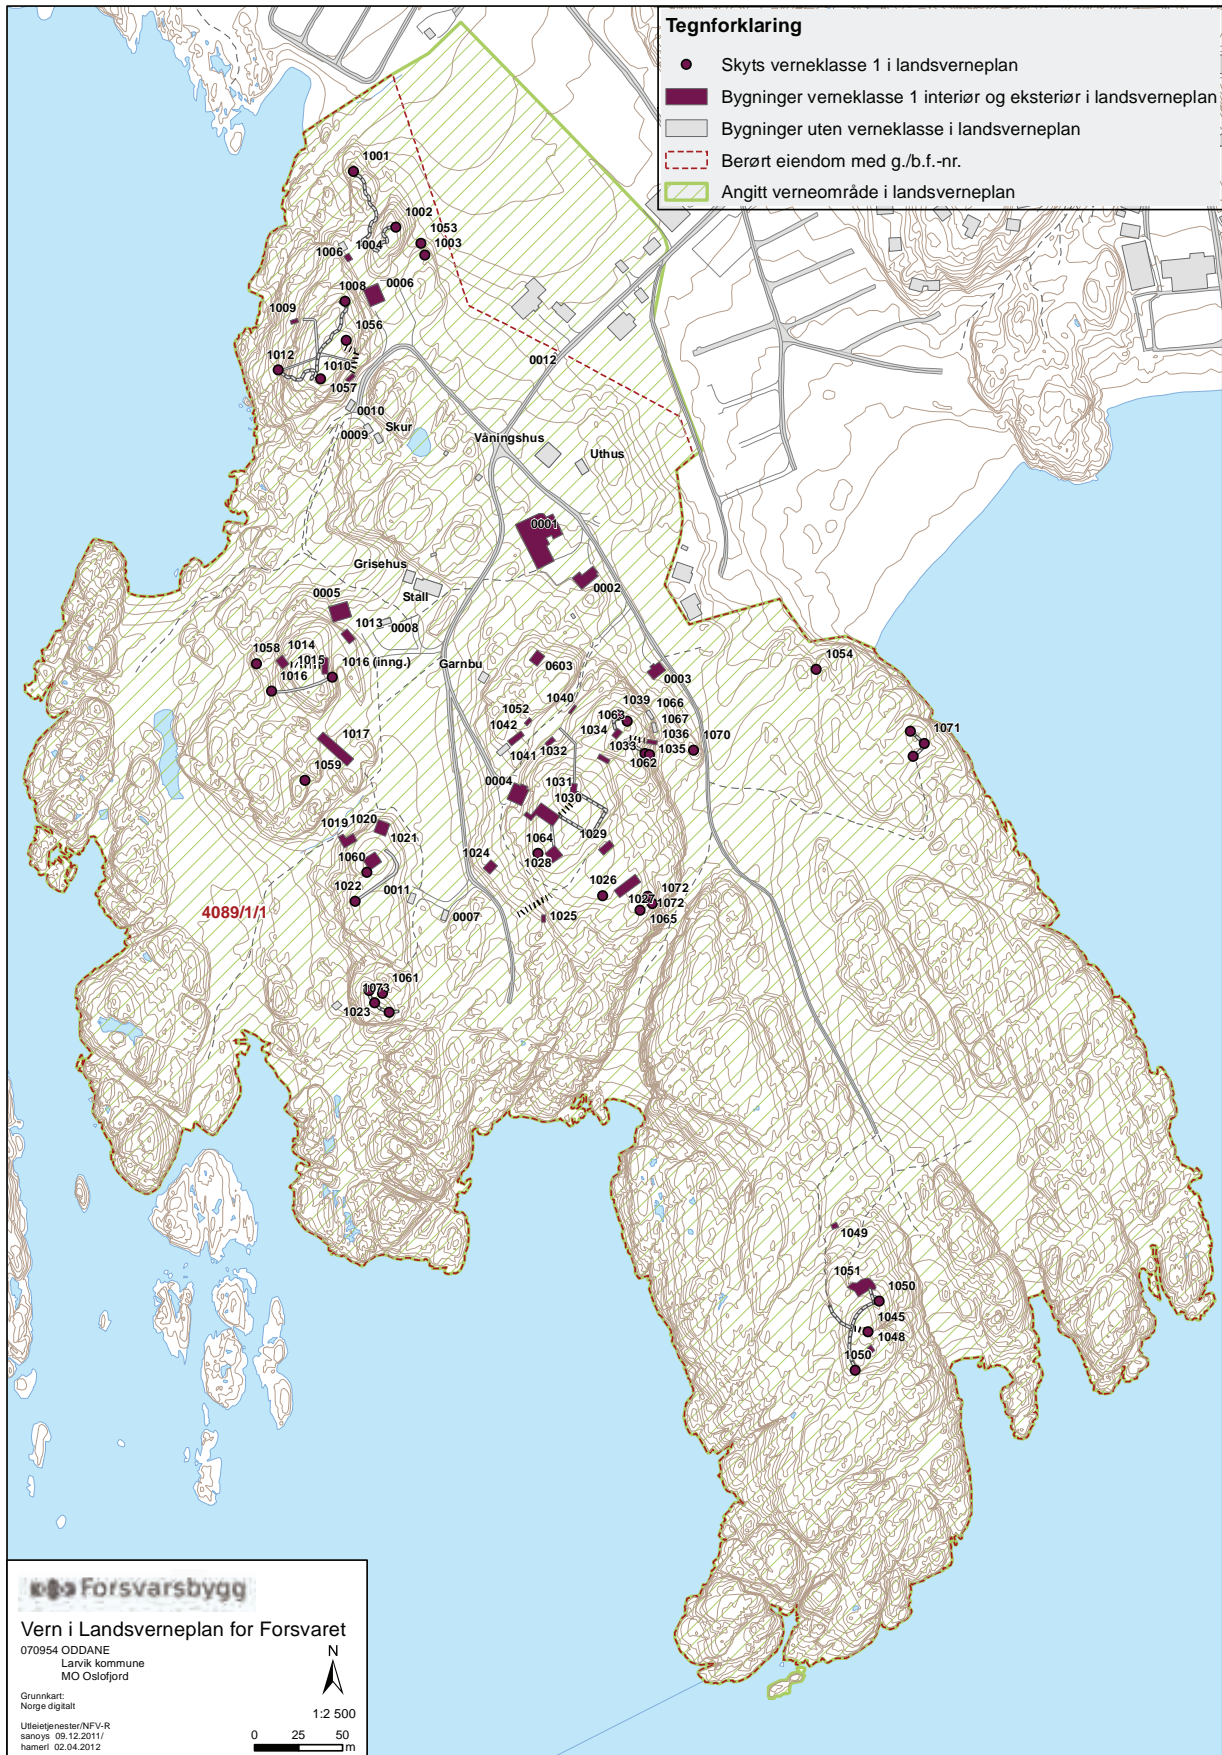 Tegnforklaring
Skyts verneklasse 1 i landsverneplan
Bygninger verneklasse 1 interiør og eksteriør i landsverneplan
Bygninger uten verneklasse i landsverneplan
Berørt eiendom med g./b.f.-nr.
Angitt verneområde i landsverneplan
1001
1002
1053
1003
1004
1006
0006
1008
1009
1056
1012
1010
1057
0012
0010
0009
Skur
Våningshus
Uthus
0001
0002
Grisehus
Stall
0005
1013
0008
1058
1014
1015
1016 (inng.)
1016
Garnbu
0603
0003
1054
1017
1059
1052
1040
1042
1041
1032
1039
1063
1066
1034
1067
1036
1033
1035
1062
1070
1071
0004
1031
1030
1029
1064
1028
1019
1020
1021
1060
1022
0011
0007
1024
1025
1026
1027
1072
1072
1065
4089/1/1
1061
1073
1023
1049
1051
1050
1045
1048
1050
Forsvarsbygg
Vern i Landsverneplan for Forsvaret
070954 ODDANE
Larvik kommune
MO Oslofjord
N
Grunnkart:
Norge digitalt
1:2 500
Utleietjenester/NFV-R
sanoys 09.12.2011/
hamerl 02.04.2012
0 25 50
m